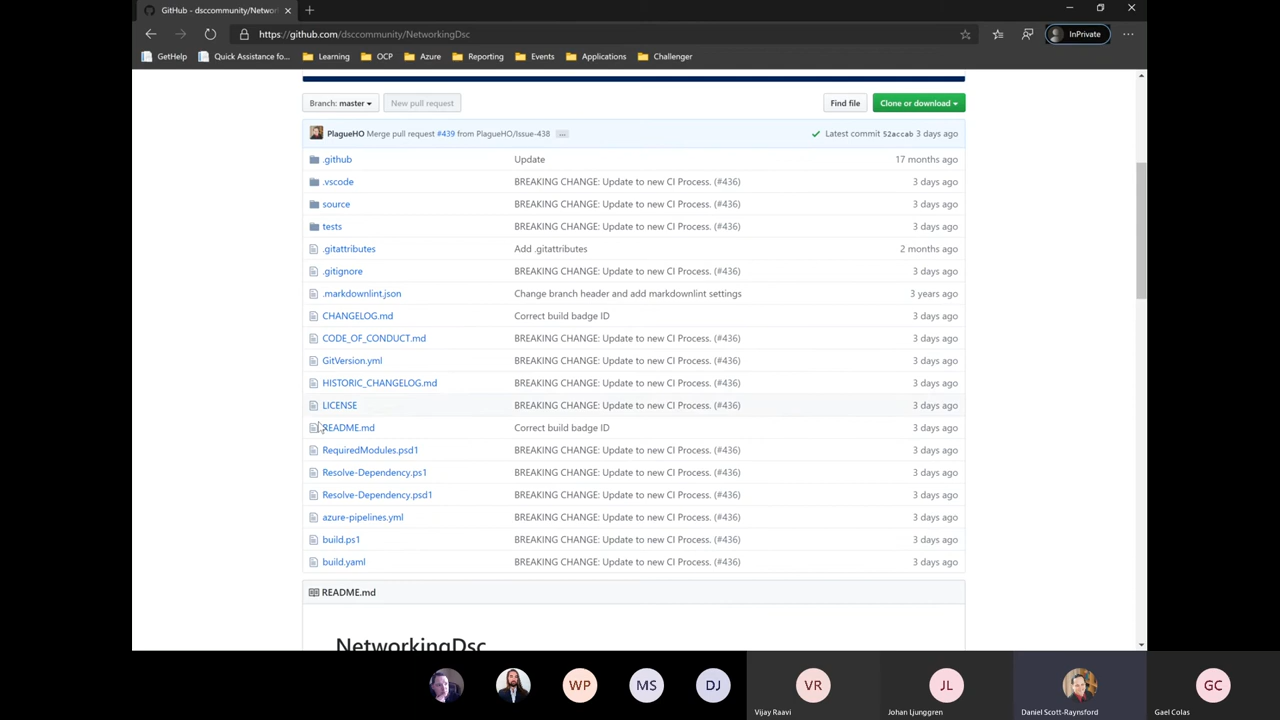 GitHub - dsccommunity/Networ
https://github.com/dsccommunity/NetworkingDsc
InPrivate
GetHelp
Quick Assistance fo...
Learning
OCP
Azure
Reporting
Events
Applications
Challenger
Branch: master
New pull request
Find file
Clone or download
PlagueHO Merge pull request #439 from PlagueHO/Issue-438 ...
Latest commit 52accab 3 days ago
.github Update 17 months ago
.vscode BREAKING CHANGE: Update to new CI Process. (#436) 3 days ago
source BREAKING CHANGE: Update to new CI Process. (#436) 3 days ago
tests BREAKING CHANGE: Update to new CI Process. (#436) 3 days ago
.gitattributes Add .gitattributes 2 months ago
.gitignore BREAKING CHANGE: Update to new CI Process. (#436) 3 days ago
.markdownlint.json Change branch header and add markdownlint settings 3 years ago
CHANGELOG.md Correct build badge ID 3 days ago
CODE_OF_CONDUCT.md BREAKING CHANGE: Update to new CI Process. (#436) 3 days ago
GitVersion.yml BREAKING CHANGE: Update to new CI Process. (#436) 3 days ago
HISTORIC_CHANGELOG.md BREAKING CHANGE: Update to new CI Process. (#436) 3 days ago
LICENSE BREAKING CHANGE: Update to new CI Process. (#436) 3 days ago
README.md Correct build badge ID 3 days ago
RequiredModules.psd1 BREAKING CHANGE: Update to new CI Process. (#436) 3 days ago
Resolve-Dependency.ps1 BREAKING CHANGE: Update to new CI Process. (#436) 3 days ago
Resolve-Dependency.psd1 BREAKING CHANGE: Update to new CI Process. (#436) 3 days ago
azure-pipelines.yml BREAKING CHANGE: Update to new CI Process. (#436) 3 days ago
build.ps1 BREAKING CHANGE: Update to new CI Process. (#436) 3 days ago
build.yaml BREAKING CHANGE: Update to new CI Process. (#436) 3 days ago
README.md
NetworkingDsc
WP
MS
DJ
VR
JL
GC
Vijay Raavi
Johan Ljunggren
Daniel Scott-Raynsford
Gael Colas